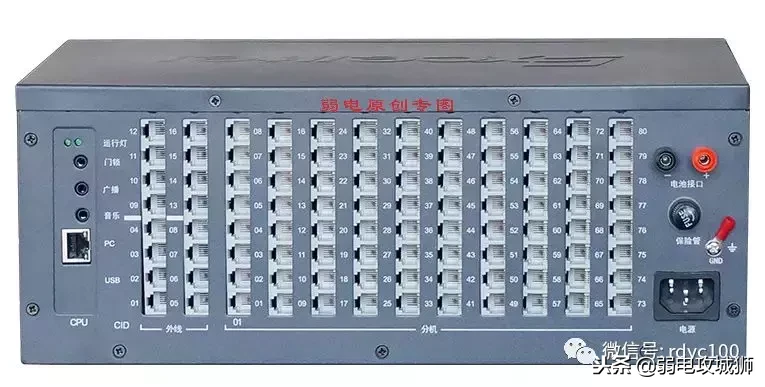 弱电原创专图
12 16 08 16 24 32 40 48 56 64 72 80
运行灯
11 15 07 15 23 31 39 47 55 63 71 79
门锁
10 14 06 14 22 30 38 46 54 62 70 78
广播
09 13 05 13 21 29 37 45 53 61 69 77
音乐
04 08 04 12 20 28 36 44 52 60 68 76
PC
03 07 03 11 19 27 35 43 51 59 67 75
USB
02 06 02 10 18 26 34 42 50 58 66 74
01 05 01 09 17 25 33 41 49 57 65 73
CPU CID 外线 01 分机
- +
电池接口
保险管
GND
电源
微信号: rdyc100
头条 @弱电攻城狮